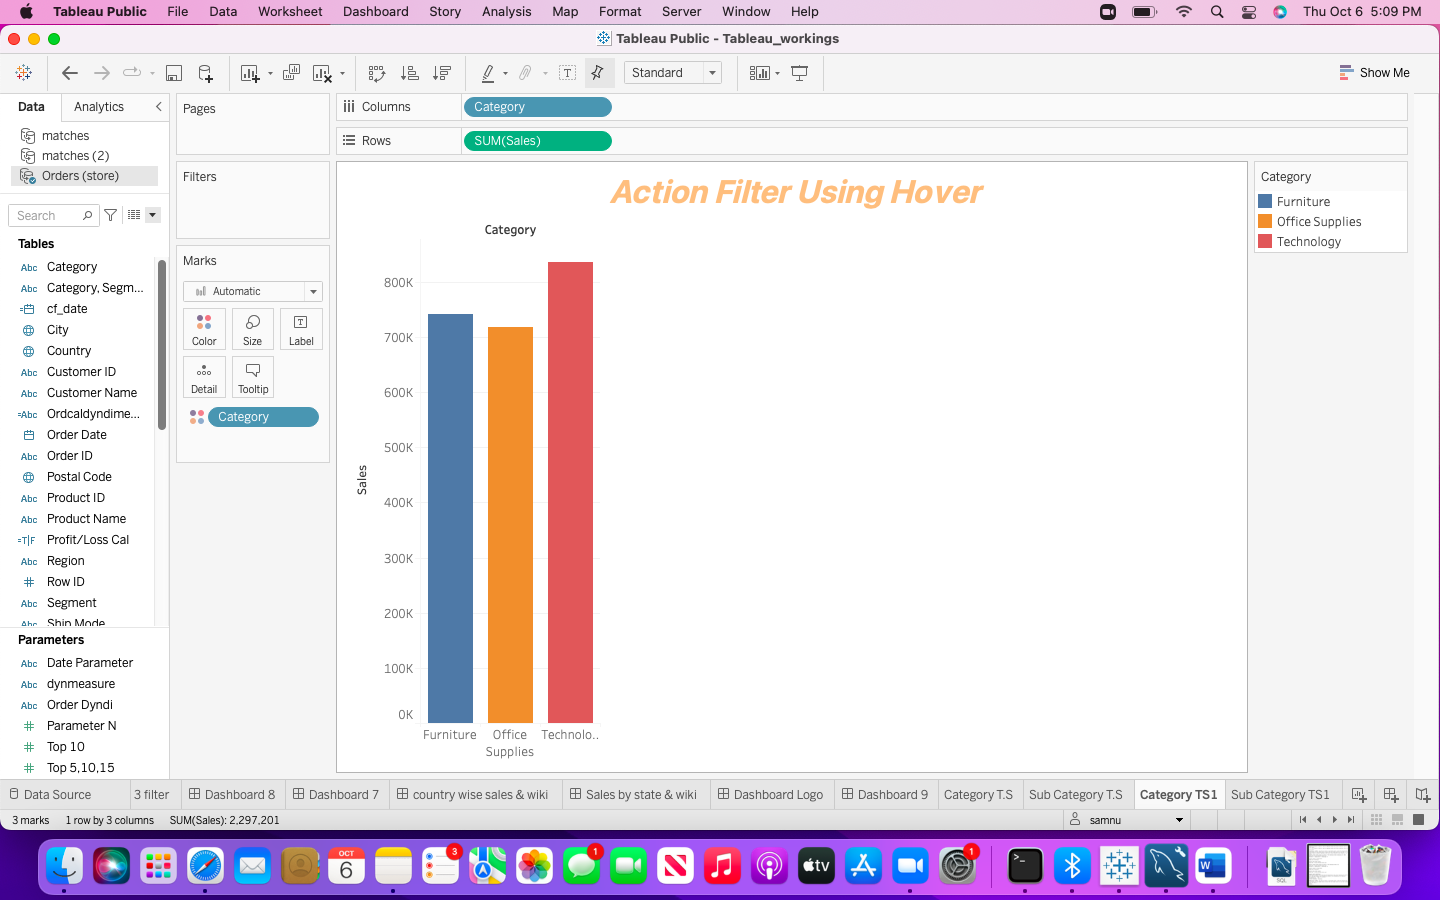 Tableau Public File Data Worksheet Dashboard Story Analysis Map Format Server Window Help Thu Oct 6 5:09 PM
Tableau Public - Tableau_workings
Standard
Show Me
Data Analytics
matches
matches (2)
Orders (store)
Search
Tables
Abc Category
Abc Category, Segm...
cf_date
City
Country
Abc Customer ID
Abc Customer Name
=Abc Ordcaldyndime...
Order Date
Abc Order ID
Postal Code
Abc Product ID
Abc Product Name
=T|F Profit/Loss Cal
Abc Region
# Row ID
Abc Segment
Abc Ship Mode
Parameters
Abc Date Parameter
Abc dynmeasure
Abc Order Dyndi
# Parameter N
# Top 10
# Top 5,10,15
Pages
Filters
Marks
Automatic
Color Size Label
Detail Tooltip
Category
Columns Category
Rows SUM(Sales)
Action Filter Using Hover
Category
800K
700K
600K
500K
400K
300K
200K
100K
0K
Sales
Furniture Office Supplies Technolo..
Category
Furniture
Office Supplies
Technology
Data Source 3 filter Dashboard 8 Dashboard 7 country wise sales & wiki Sales by state & wiki Dashboard Logo Dashboard 9 Category T.S Sub Category T.S Category TS1 Sub Category TS1
3 marks 1 row by 3 columns SUM(Sales): 2,297,201 samnu
OCT
6
3
1
tv
1
W
SQL